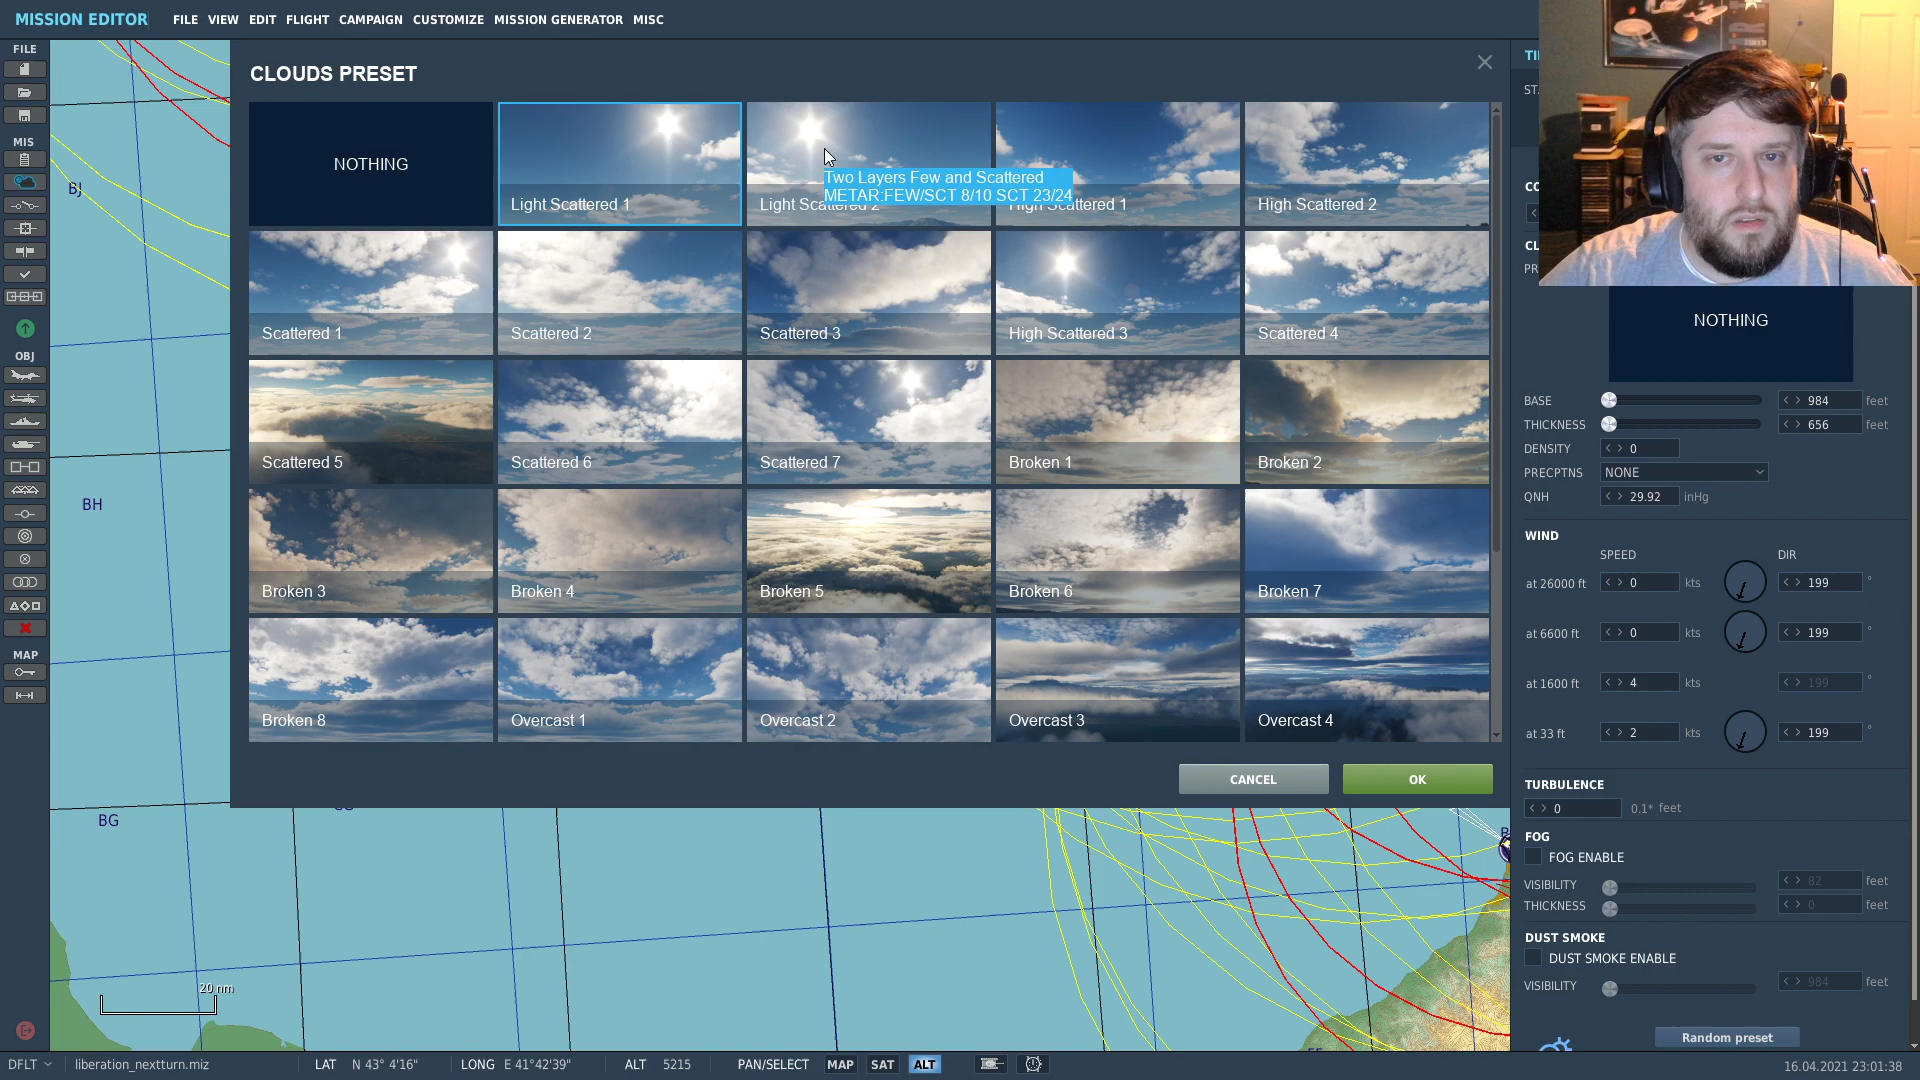 MISSION EDITOR
FILE VIEW EDIT FLIGHT CAMPAIGN CUSTOMIZE MISSION GENERATOR MISC
FILE
MIS
OBJ
MAP
BJ
BH
BG
20 nm
CLOUDS PRESET
NOTHING
Light Scattered 1
Light Scattered 2
High Scattered 1
High Scattered 2
Two Layers Few and Scattered
METAR:FEW/SCT 8/10 SCT 23/24
Scattered 1
Scattered 2
Scattered 3
High Scattered 3
Scattered 4
Scattered 5
Scattered 6
Scattered 7
Broken 1
Broken 2
Broken 3
Broken 4
Broken 5
Broken 6
Broken 7
Broken 8
Overcast 1
Overcast 2
Overcast 3
Overcast 4
CANCEL
OK
NOTHING
BASE 984 feet
THICKNESS 656 feet
DENSITY 0
PRECPTNS NONE
QNH 29.92 inHg
WIND
SPEED DIR
at 26000 ft 0 kts 199 °
at 6600 ft 0 kts 199 °
at 1600 ft 4 kts 199 °
at 33 ft 2 kts 199 °
TURBULENCE
0 0.1* feet
FOG
FOG ENABLE
VISIBILITY 82 feet
THICKNESS 0 feet
DUST SMOKE
DUST SMOKE ENABLE
VISIBILITY 984 feet
Random preset
DFLT liberation_nextturn.miz LAT N 43° 4'16" LONG E 41°42'39" ALT 5215 PAN/SELECT MAP SAT ALT
16.04.2021 23:01:38